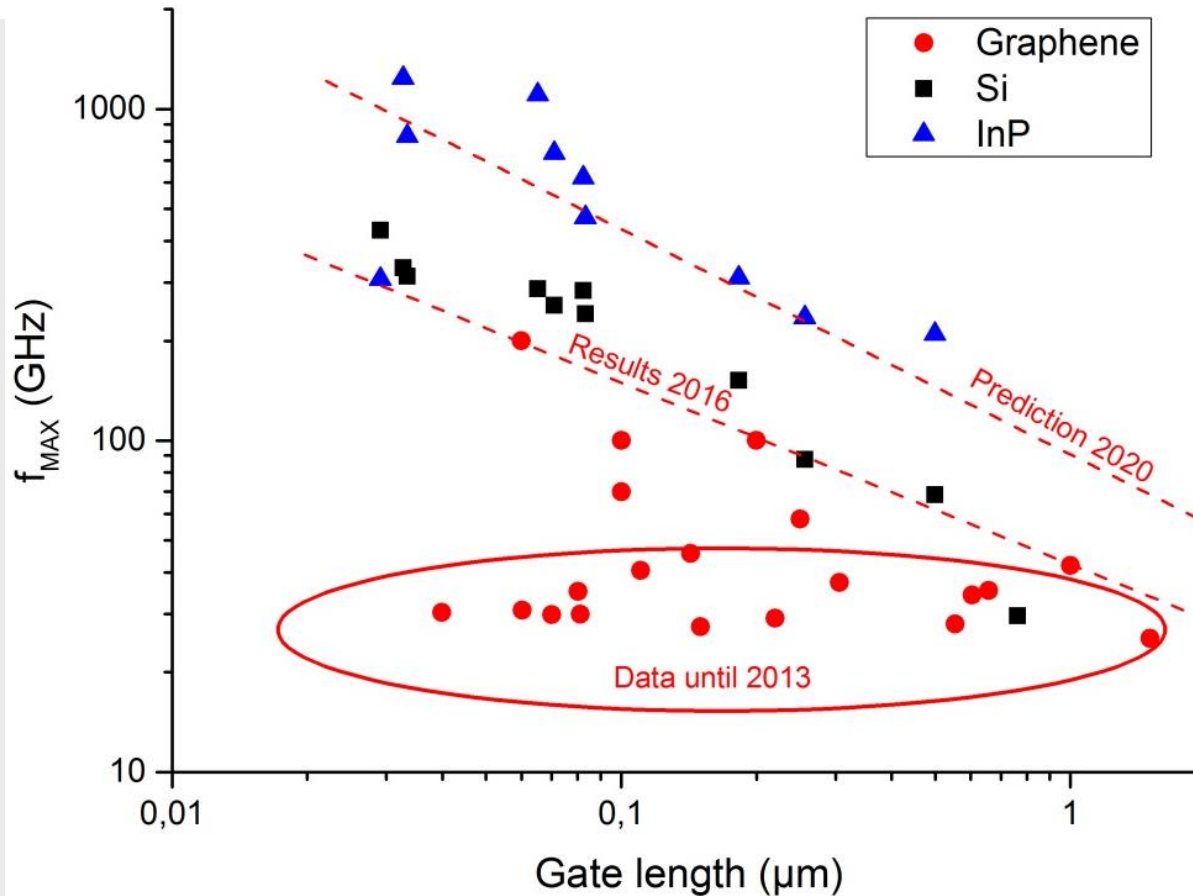 Graphene
Si
InP
1000
100
10
f_MAX (GHz)
Results 2016
Prediction 2020
Data until 2013
0,01
0,1
1
Gate length (µm)